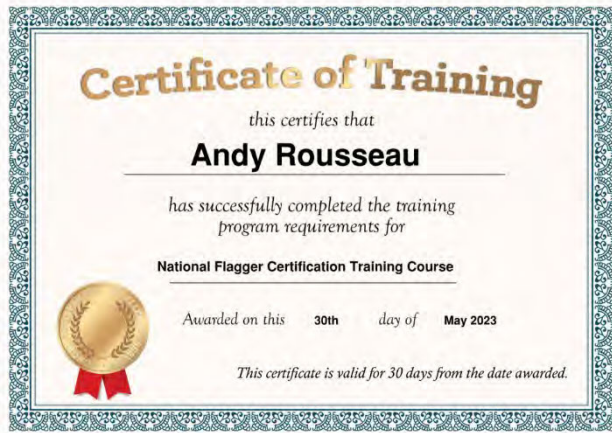 Certificate of Training
this certifies that
Andy Rousseau
has successfully completed the training
program requirements for
National Flagger Certification Training Course
Awarded on this 30th day of May 2023
This certificate is valid for 30 days from the date awarded.